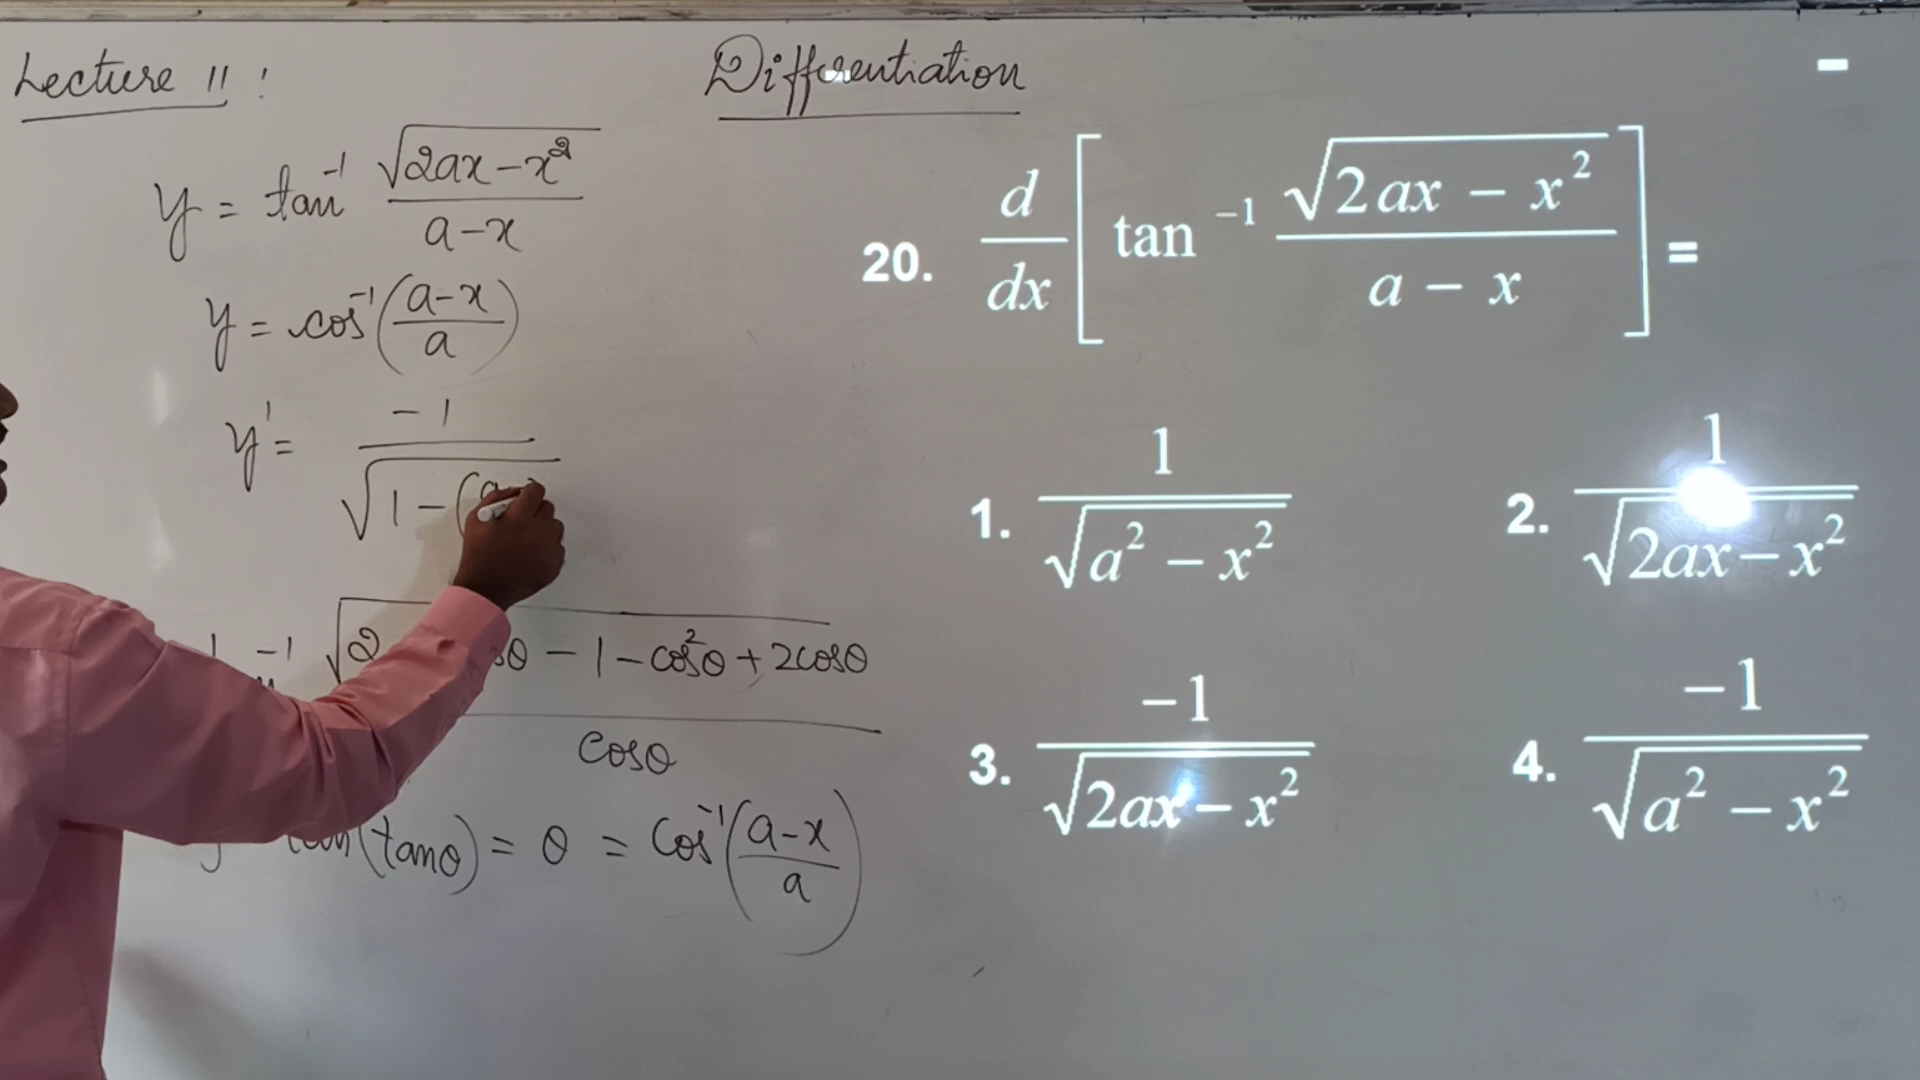 Lecture 11 :
Differentiation
y = tan⁻¹ √(2ax − x²) / (a − x)
y = cos⁻¹((a − x)/a)
y' = −1 / √(1 − (a
√(2 sθ − 1 − cos²θ + 2cosθ) / cosθ
(tanθ) = θ = cos⁻¹((a − x)/a)
20. d/dx [ tan⁻¹ √(2ax − x²) / (a − x) ] =
1. 1 / √(a² − x²)
2. 1 / √(2ax − x²)
3. −1 / √(2ax − x²)
4. −1 / √(a² − x²)